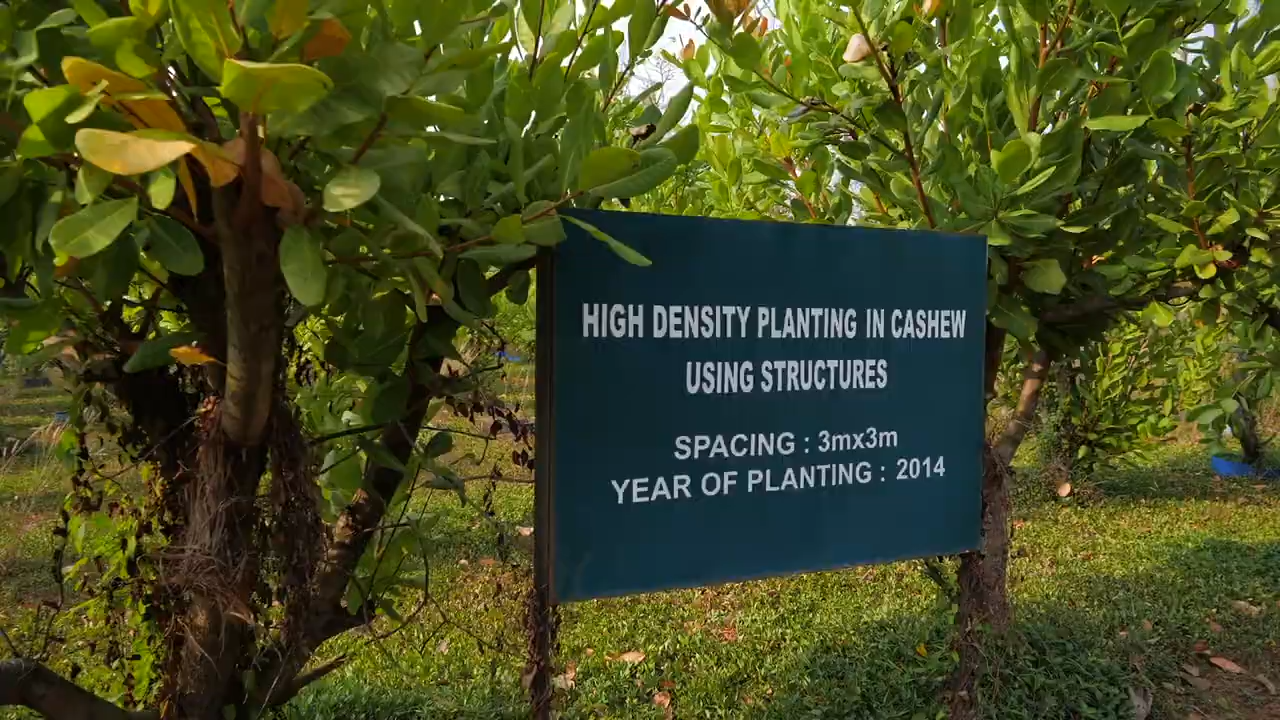 HIGH DENSITY PLANTING IN CASHEW
USING STRUCTURES
SPACING : 3mx3m
YEAR OF PLANTING : 2014